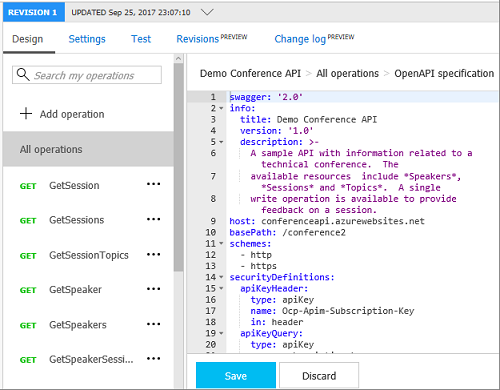 REVISION 1 UPDATED Sep 25, 2017 23:07:10
Design Settings Test Revisions PREVIEW Change log PREVIEW
Search my operations
Add operation
All operations
GET GetSession
GET GetSessions
GET GetSessionTopics
GET GetSpeaker
GET GetSpeakers
GET GetSpeakerSessi...
Demo Conference API > All operations > OpenAPI specification
1 swagger: '2.0'
2 info:
3 title: Demo Conference API
4 version: '1.0'
5 description: >-
6 A sample API with information related to a
technical conference. The
7 available resources include *Speakers*,
*Sessions* and *Topics*. A single
8 write operation is available to provide
feedback on a session.
9 host: conferenceapi.azurewebsites.net
10 basePath: /conference2
11 schemes:
12 - http
13 - https
14 securityDefinitions:
15 apiKeyHeader:
16 type: apiKey
17 name: Ocp-Apim-Subscription-Key
18 in: header
19 apiKeyQuery:
20 type: apiKey
Save Discard